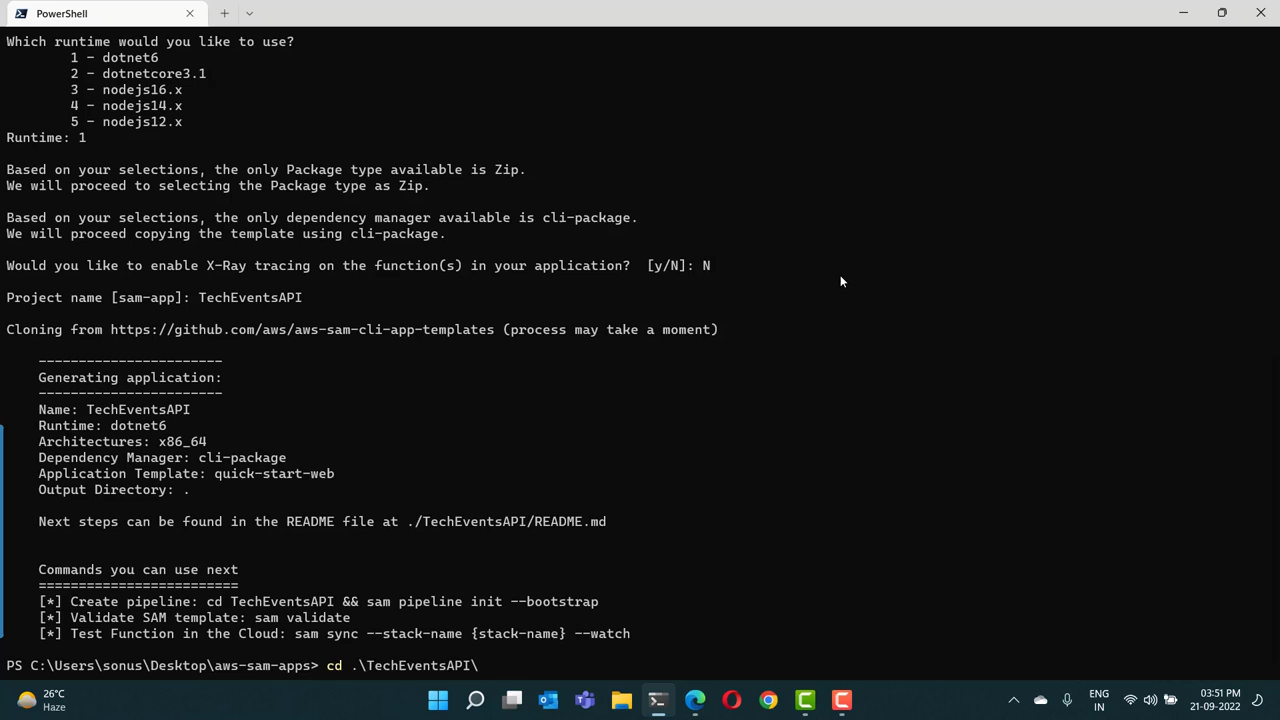 PowerShell
Which runtime would you like to use?
1 - dotnet6
2 - dotnetcore3.1
3 - nodejs16.x
4 - nodejs14.x
5 - nodejs12.x
Runtime: 1
Based on your selections, the only Package type available is Zip.
We will proceed to selecting the Package type as Zip.
Based on your selections, the only dependency manager available is cli-package.
We will proceed copying the template using cli-package.
Would you like to enable X-Ray tracing on the function(s) in your application?  [y/N]: N
Project name [sam-app]: TechEventsAPI
Cloning from https://github.com/aws/aws-sam-cli-app-templates (process may take a moment)
-----------------------
Generating application:
-----------------------
Name: TechEventsAPI
Runtime: dotnet6
Architectures: x86_64
Dependency Manager: cli-package
Application Template: quick-start-web
Output Directory: .
Next steps can be found in the README file at ./TechEventsAPI/README.md
Commands you can use next
=========================
[*] Create pipeline: cd TechEventsAPI && sam pipeline init --bootstrap
[*] Validate SAM template: sam validate
[*] Test Function in the Cloud: sam sync --stack-name {stack-name} --watch
PS C:\Users\sonus\Desktop\aws-sam-apps> cd .\TechEventsAPI\
26°C
Haze
ENG
IN
03:51 PM
21-09-2022